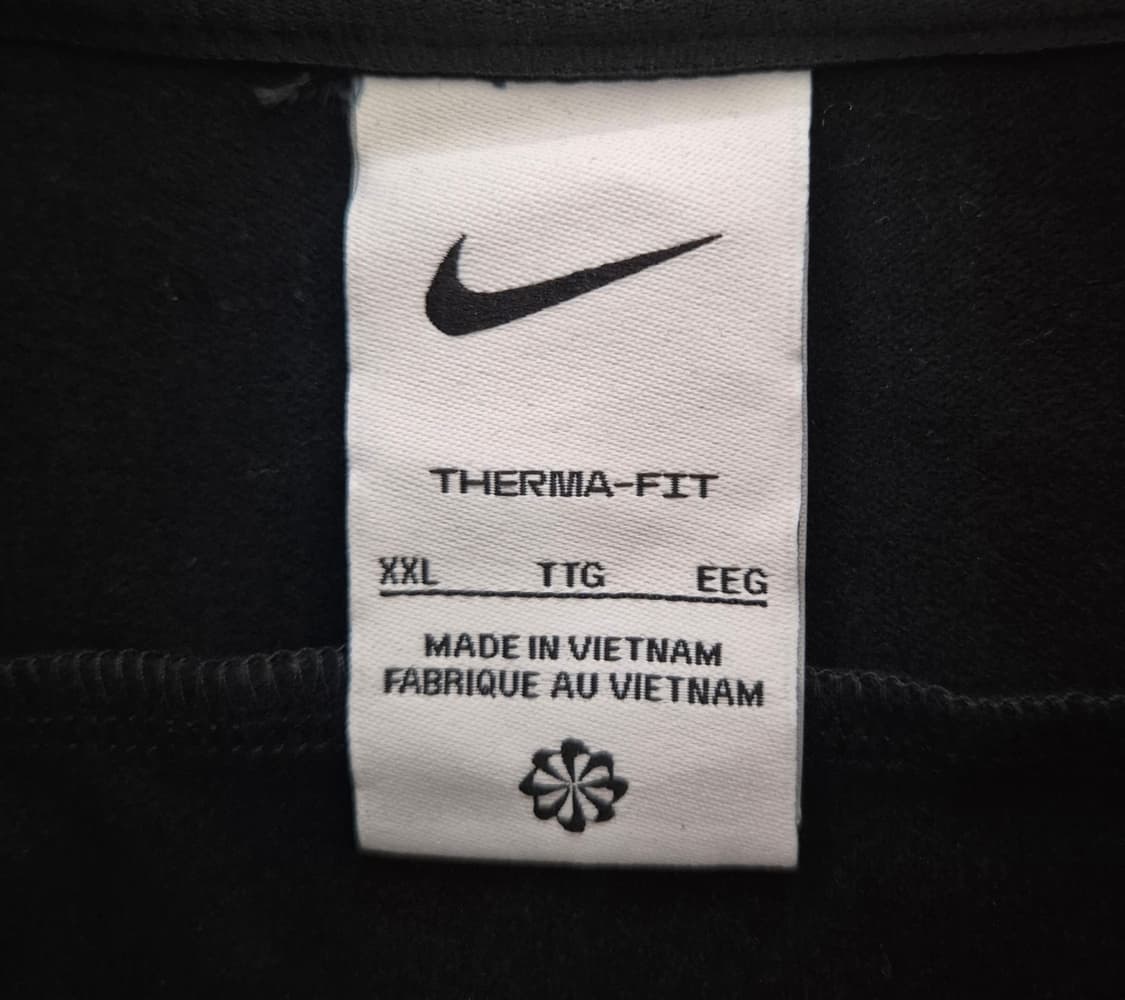 THERMA-FIT
XXL TTG EEG
MADE IN VIETNAM
FABRIQUE AU VIETNAM